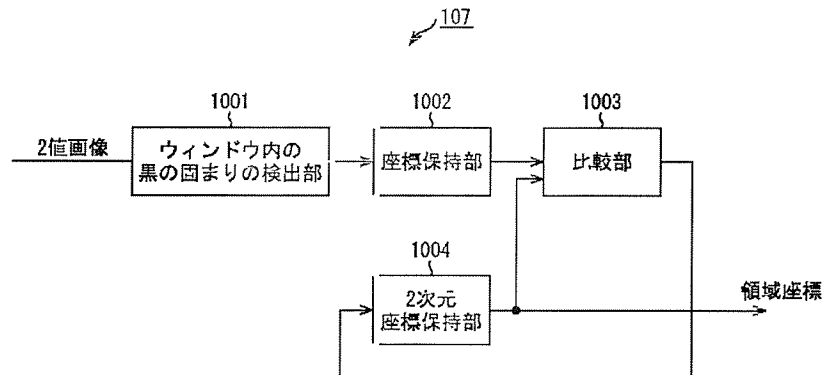 107
1001
1002
1003
2値画像
ウィンドウ内の
黒の固まりの検出部
座標保持部
比較部
1004
2次元
座標保持部
領域座標